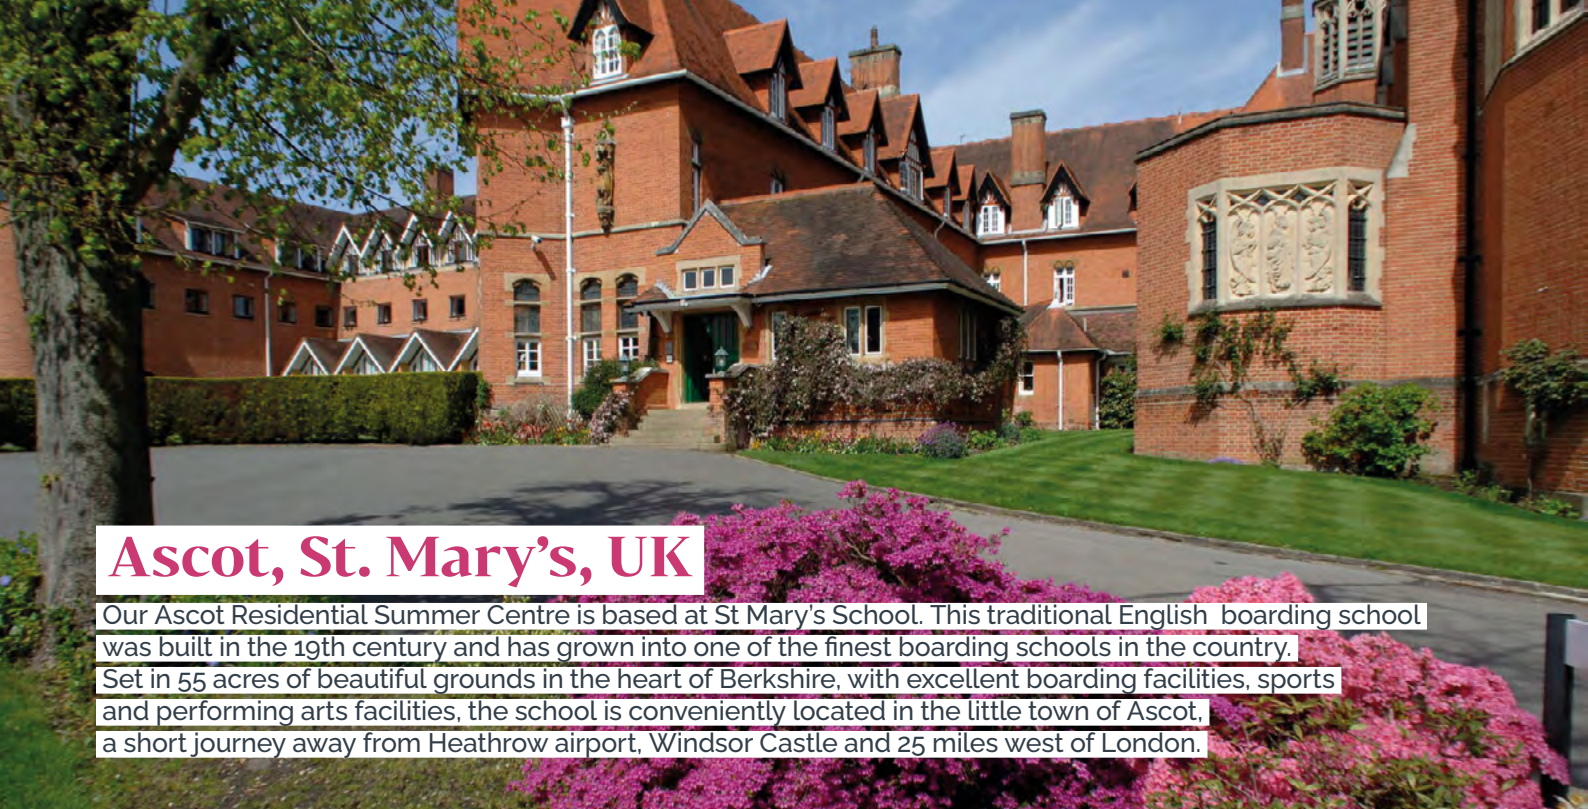 Ascot, St. Mary's, UK
Our Ascot Residential Summer Centre is based at St Mary's School. This traditional English  boarding school
was built in the 19th century and has grown into one of the finest boarding schools in the country.
Set in 55 acres of beautiful grounds in the heart of Berkshire, with excellent boarding facilities, sports
and performing arts facilities, the school is conveniently located in the little town of Ascot,
a short journey away from Heathrow airport, Windsor Castle and 25 miles west of London.